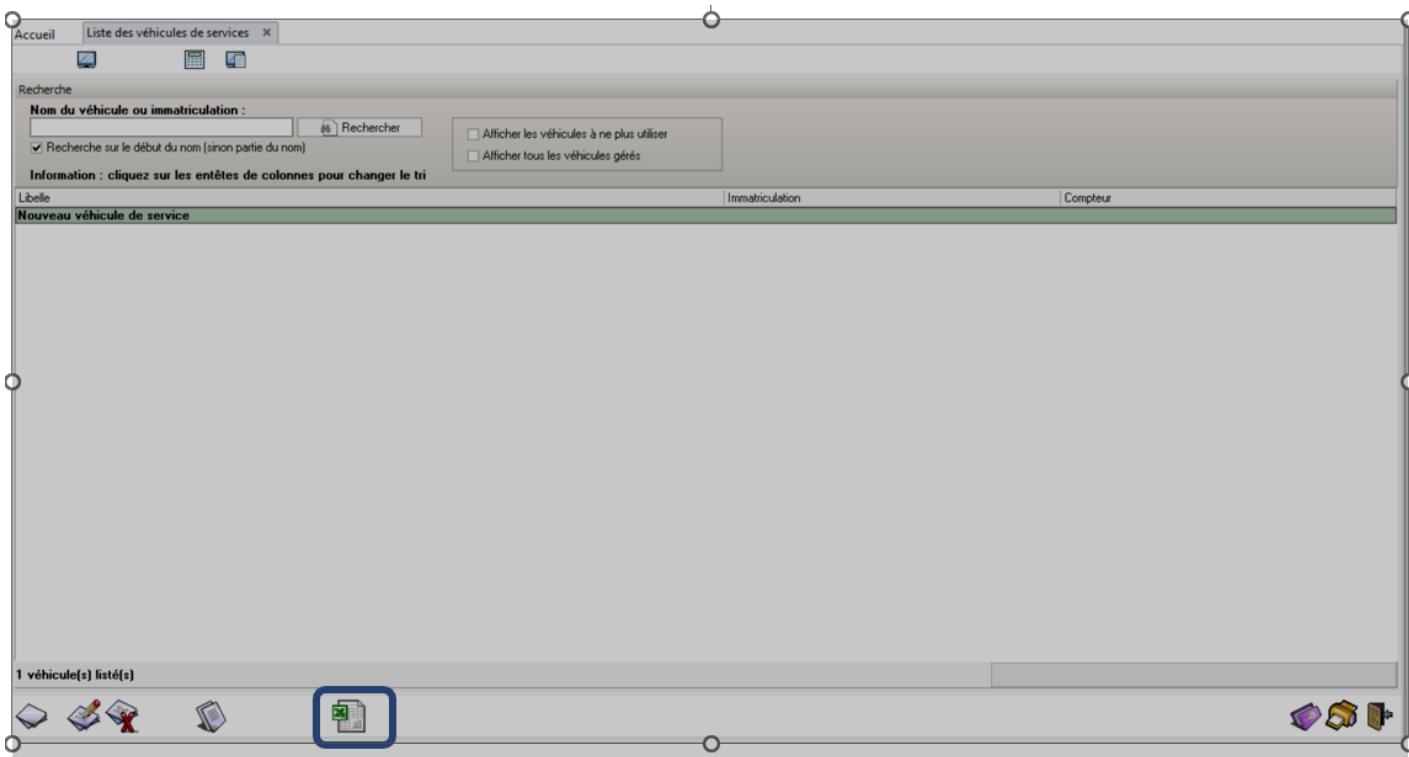 Accueil
Liste des véhicules de services
Recherche
Nom du véhicule ou immatriculation :
Rechercher
Recherche sur le début du nom (sinon partie du nom)
Afficher les véhicules à ne plus utiliser
Afficher tous les véhicules gérés
Information : cliquez sur les entêtes de colonnes pour changer le tri
Libelle Immatriculation Compteur
Nouveau véhicule de service
1 véhicule(s) listé(s)